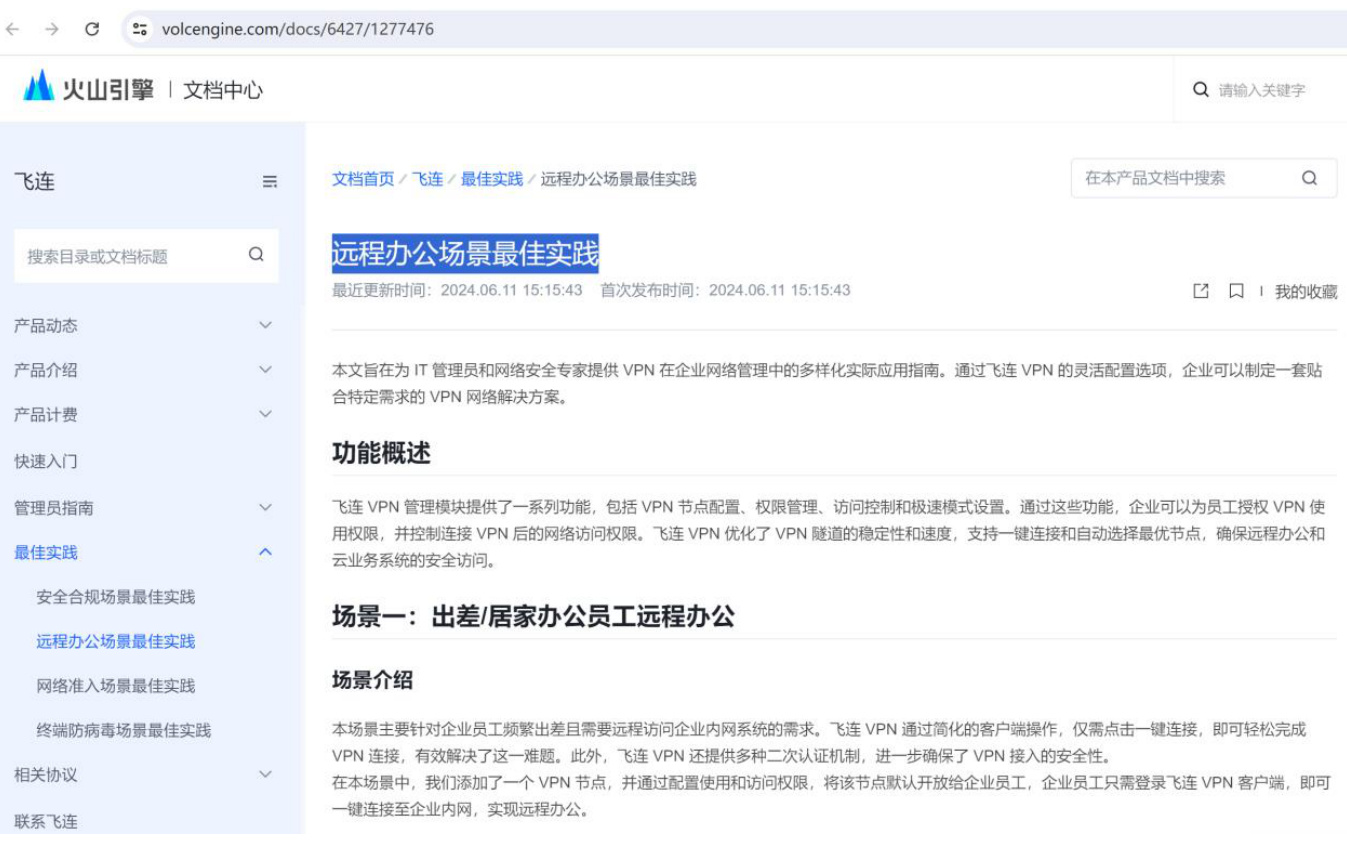 volcengine.com/docs/6427/1277476
火山引擎 | 文档中心
请输入关键字
飞连
搜索目录或文档标题
产品动态
产品介绍
产品计费
快速入门
管理员指南
最佳实践
安全合规场景最佳实践
远程办公场景最佳实践
网络准入场景最佳实践
终端防病毒场景最佳实践
相关协议
联系飞连
文档首页 / 飞连 / 最佳实践 / 远程办公场景最佳实践
在本产品文档中搜索
远程办公场景最佳实践
最近更新时间：2024.06.11 15:15:43 首次发布时间：2024.06.11 15:15:43
我的收藏
本文旨在为 IT 管理员和网络安全专家提供 VPN 在企业网络管理中的多样化实际应用指南。通过飞连 VPN 的灵活配置选项，企业可以制定一套贴
合特定需求的 VPN 网络解决方案。
功能概述
飞连 VPN 管理模块提供了一系列功能，包括 VPN 节点配置、权限管理、访问控制和极速模式设置。通过这些功能，企业可以为员工授权 VPN 使
用权限，并控制连接 VPN 后的网络访问权限。飞连 VPN 优化了 VPN 隧道的稳定性和速度，支持一键连接和自动选择最优节点，确保远程办公和
云业务系统的安全访问。
场景一：出差/居家办公员工远程办公
场景介绍
本场景主要针对企业员工频繁出差且需要远程访问企业内网系统的需求。飞连 VPN 通过简化的客户端操作，仅需点击一键连接，即可轻松完成
VPN 连接，有效解决了这一难题。此外，飞连 VPN 还提供多种二次认证机制，进一步确保了 VPN 接入的安全性。
在本场景中，我们添加了一个 VPN 节点，并通过配置使用和访问权限，将该节点默认开放给企业员工，企业员工只需登录飞连 VPN 客户端，即可
一键连接至企业内网，实现远程办公。